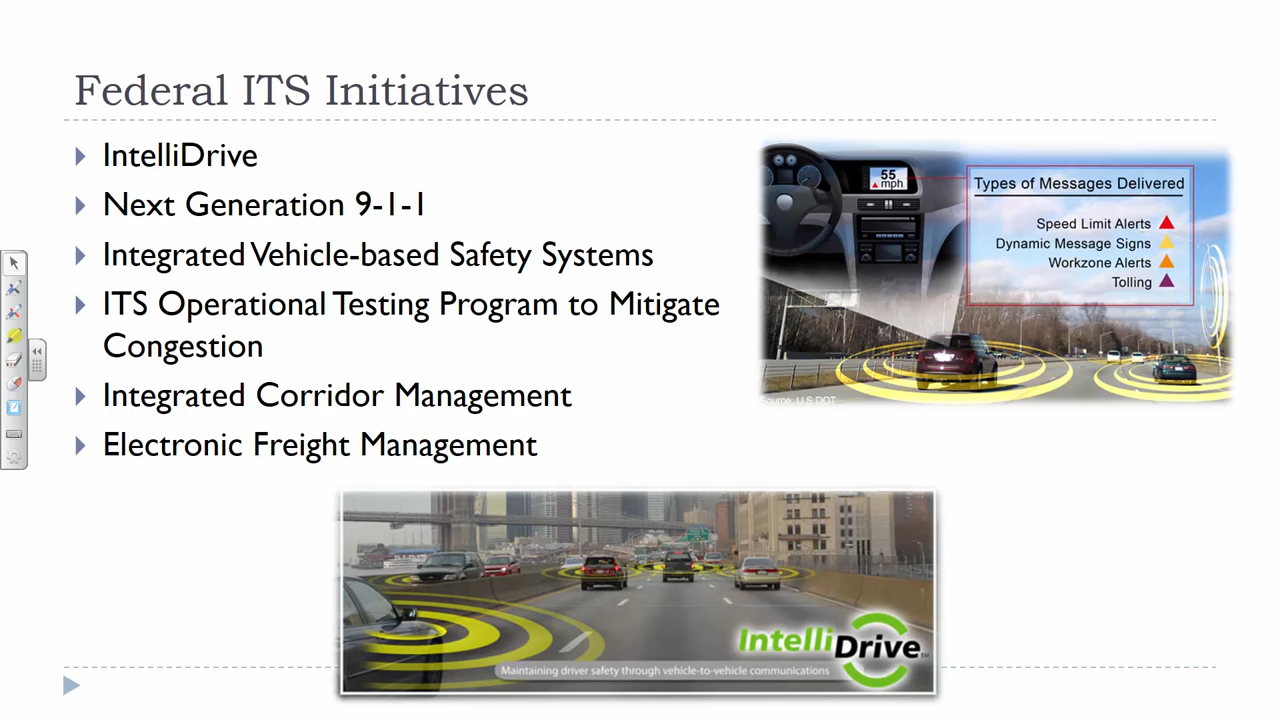 Federal ITS Initiatives
IntelliDrive
Next Generation 9-1-1
Integrated Vehicle-based Safety Systems
ITS Operational Testing Program to Mitigate
Congestion
Integrated Corridor Management
Electronic Freight Management
55
mph
Types of Messages Delivered
Speed Limit Alerts
Dynamic Message Signs
Workzone Alerts
Tolling
Source: U.S.DOT
IntelliDrive
Maintaining driver safety through vehicle-to-vehicle communications